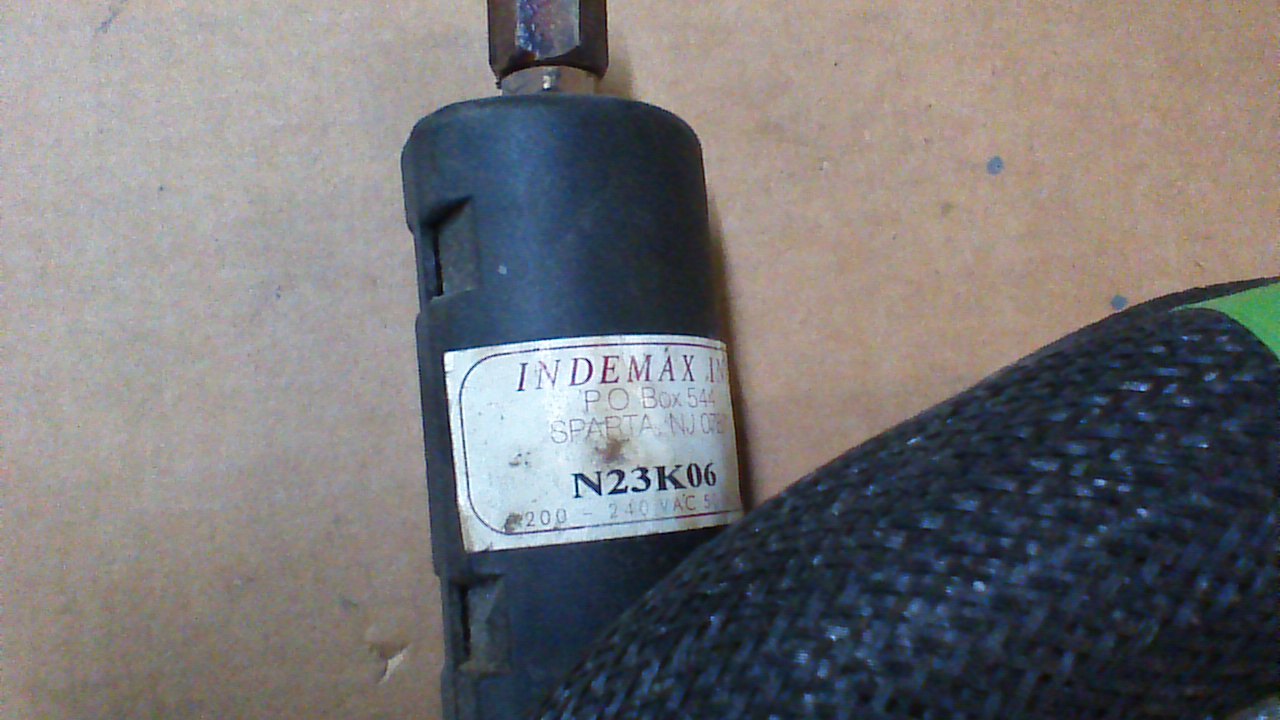 INDEMAX
P O Box 544
SPARTA, NJ
N23K06
200 - 240 VAC